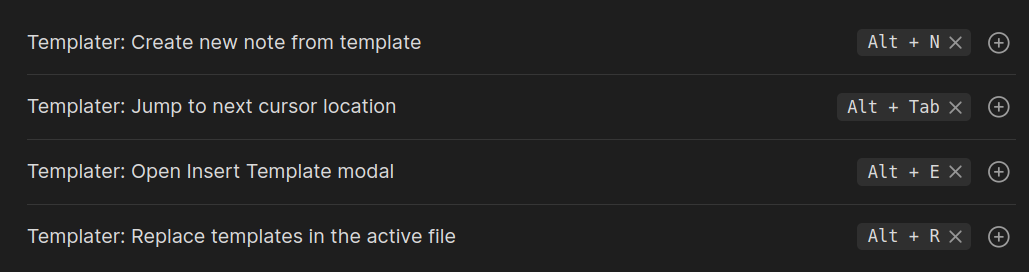 Templater: Create new note from template Alt + N
Templater: Jump to next cursor location Alt + Tab
Templater: Open Insert Template modal Alt + E
Templater: Replace templates in the active file Alt + R